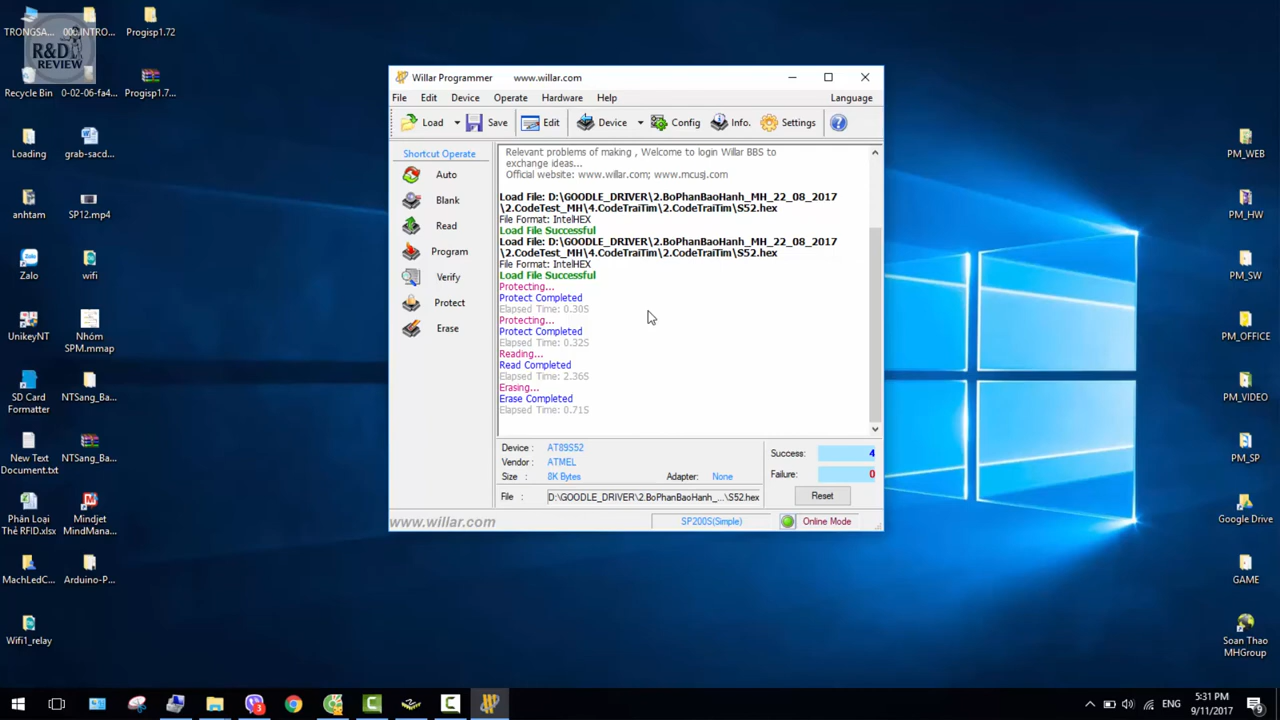 TRONGSA...
000.INTRO...
Progisp1.72
R&D
REVIEW
Recycle Bin
0-02-06-fa4...
Progisp1.7...
Loading
grab-sacd...
anhtam
SP12.mp4
Zalo
wifi
UnikeyNT
Nhóm
SPM.mmap
SD Card
Formatter
NTSang_Ba...
New Text
Document.txt
NTSang_Ba...
Phân Loại
Thẻ RFID.xlsx
Mindjet
MindMana...
MachLedC...
Arduino-P...
Wifi1_relay
Willar Programmer www.willar.com
File Edit Device Operate Hardware Help Language
Load Save Edit Device Config Info. Settings
Shortcut Operate
Auto
Blank
Read
Program
Verify
Protect
Erase
Relevant problems of making , Welcome to login Willar BBS to
exchange ideas...
Official website: www.willar.com; www.mcusj.com
Load File: D:\GOODLE_DRIVER\2.BoPhanBaoHanh_MH_22_08_2017
\2.CodeTest_MH\4.CodeTraiTim\2.CodeTraiTim\S52.hex
File Format: IntelHEX
Load File Successful
Load File: D:\GOODLE_DRIVER\2.BoPhanBaoHanh_MH_22_08_2017
\2.CodeTest_MH\4.CodeTraiTim\2.CodeTraiTim\S52.hex
File Format: IntelHEX
Load File Successful
Protecting...
Protect Completed
Elapsed Time: 0.30S
Protecting...
Protect Completed
Elapsed Time: 0.32S
Reading...
Read Completed
Elapsed Time: 2.36S
Erasing...
Erase Completed
Elapsed Time: 0.71S
Device : AT89S52
Vendor : ATMEL
Size : 8K Bytes Adapter: None
File : D:\GOODLE_DRIVER\2.BoPhanBaoHanh_...\S52.hex
Success: 4
Failure: 0
Reset
www.willar.com
SP200S(Simple)
Online Mode
PM_WEB
PM_HW
PM_SW
PM_OFFICE
PM_VIDEO
PM_SP
Google Drive
GAME
Soan Thao
MHGroup
3
ENG
5:31 PM
9/11/2017
9